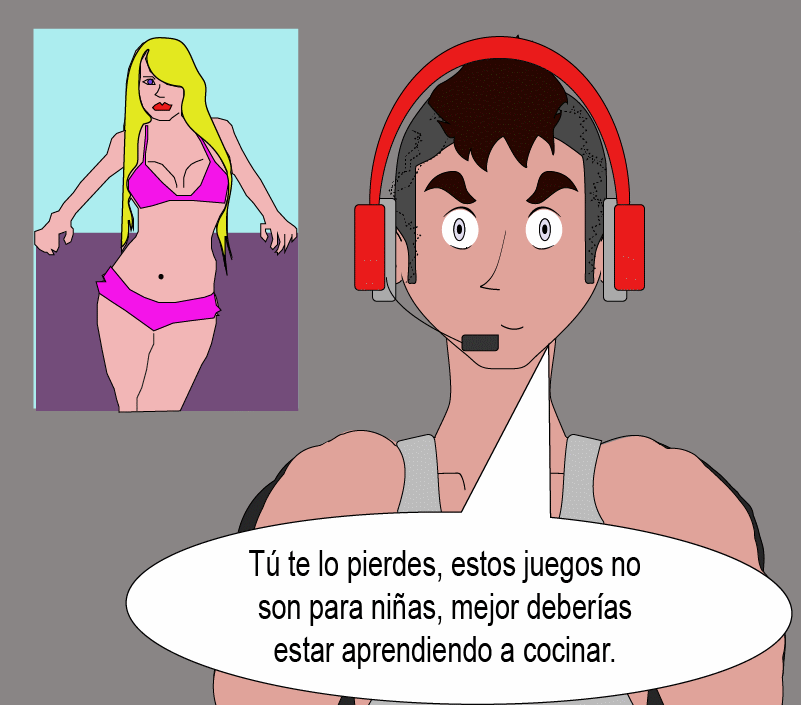 Tú te lo pierdes, estos juegos no
son para niñas, mejor deberías
estar aprendiendo a cocinar.